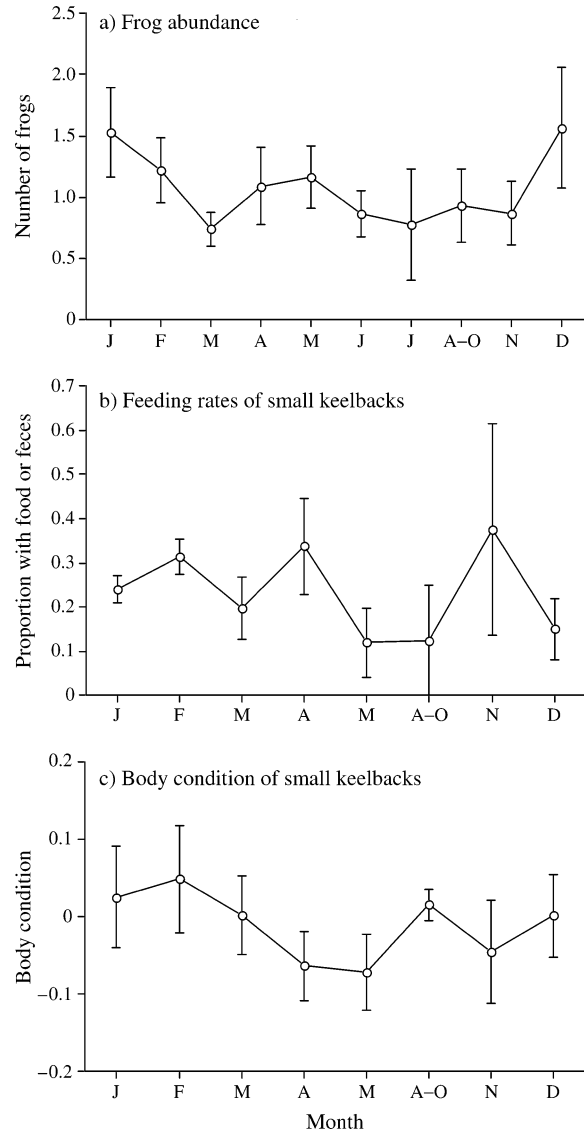 a) Frog abundance
Number of frogs
2.5
2.0
1.5
1.0
0.5
0
J F M A M J J A–O N D
b) Feeding rates of small keelbacks
Proportion with food or feces
0.7
0.6
0.5
0.4
0.3
0.2
0.1
0
J F M A M A–O N D
c) Body condition of small keelbacks
Body condition
0.2
0.1
0
−0.1
−0.2
J F M A M A–O N D
Month